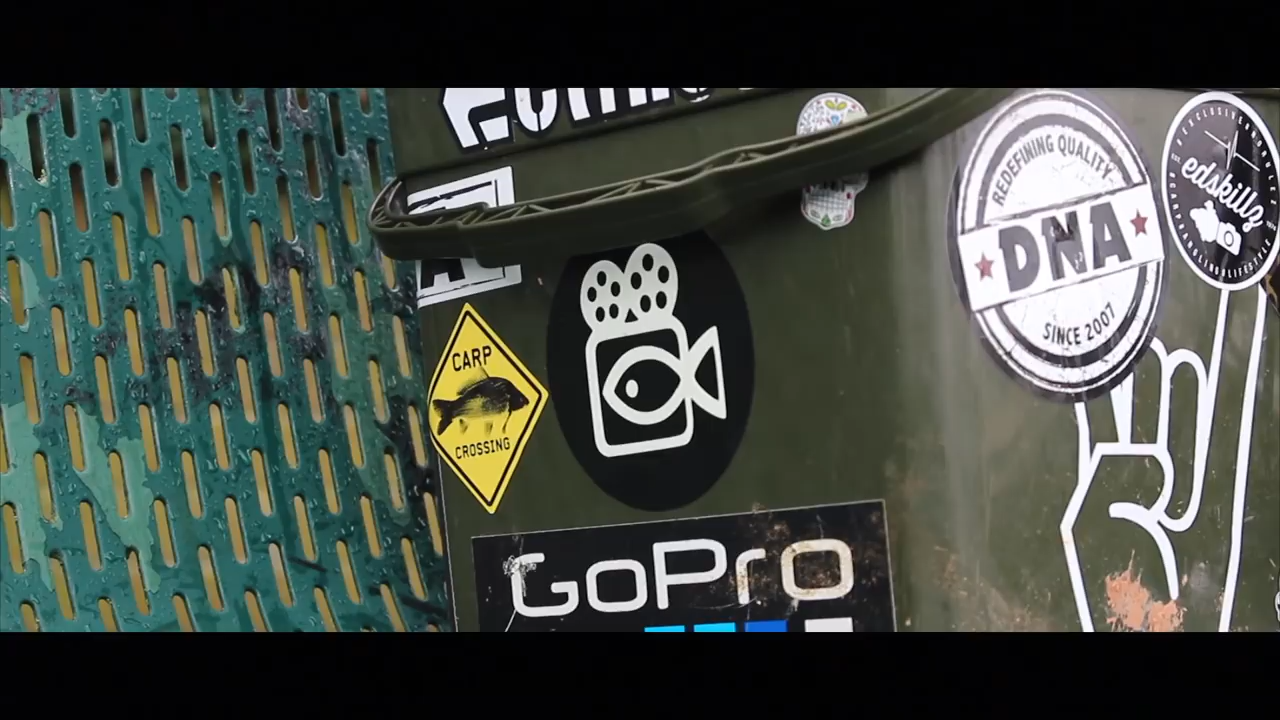 REDEFINING QUALITY
DNA
SINCE 2007
edskillz
CARP
CROSSING
GoPro